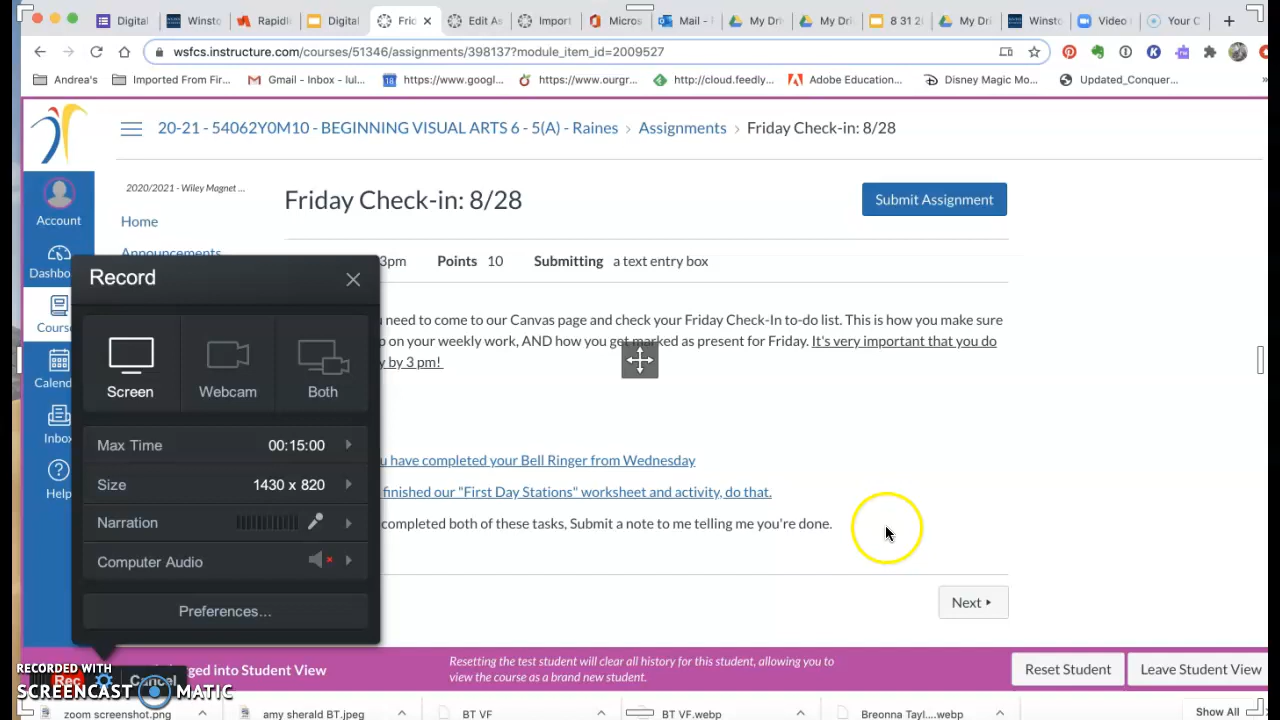 Digital
Winsto
Rapidl
Digital
Fric
Edit As
Import
Micros
Mail -
My Dri
My Dri
8 31 2
My Dri
Winsto
Video
Your C
wsfcs.instructure.com/courses/51346/assignments/398137?module_item_id=2009527
Andrea's
Imported From Fir...
Gmail - Inbox - lul...
https://www.googl...
https://www.ourgr...
http://cloud.feedly...
Adobe Education...
Disney Magic Mo...
Updated_Conquer...
20-21 - 54062Y0M10 - BEGINNING VISUAL ARTS 6 - 5(A) - Raines › Assignments › Friday Check-in: 8/28
2020/2021 - Wiley Magnet ...
Home
Announcements
Account
Dashbo
Course
Calend
Inbox
Help
Friday Check-in: 8/28
Submit Assignment
3pm Points 10 Submitting a text entry box
need to come to our Canvas page and check your Friday Check-In to-do list. This is how you make sure
on your weekly work, AND how you get marked as present for Friday. It's very important that you do
y by 3 pm!
u have completed your Bell Ringer from Wednesday
finished our "First Day Stations" worksheet and activity, do that.
completed both of these tasks, Submit a note to me telling me you're done.
Next
Record
Screen
Webcam
Both
Max Time 00:15:00
Size 1430 x 820
Narration
Computer Audio
Preferences...
Rec
Cancel
RECORDED WITH
SCREENCAST MATIC
gged into Student View
Resetting the test student will clear all history for this student, allowing you to
view the course as a brand new student.
Reset Student
Leave Student View
zoom screenshot.png
amy sherald BT.jpeg
BT VF
BT VF.webp
Breonna Tayl....webp
Show All